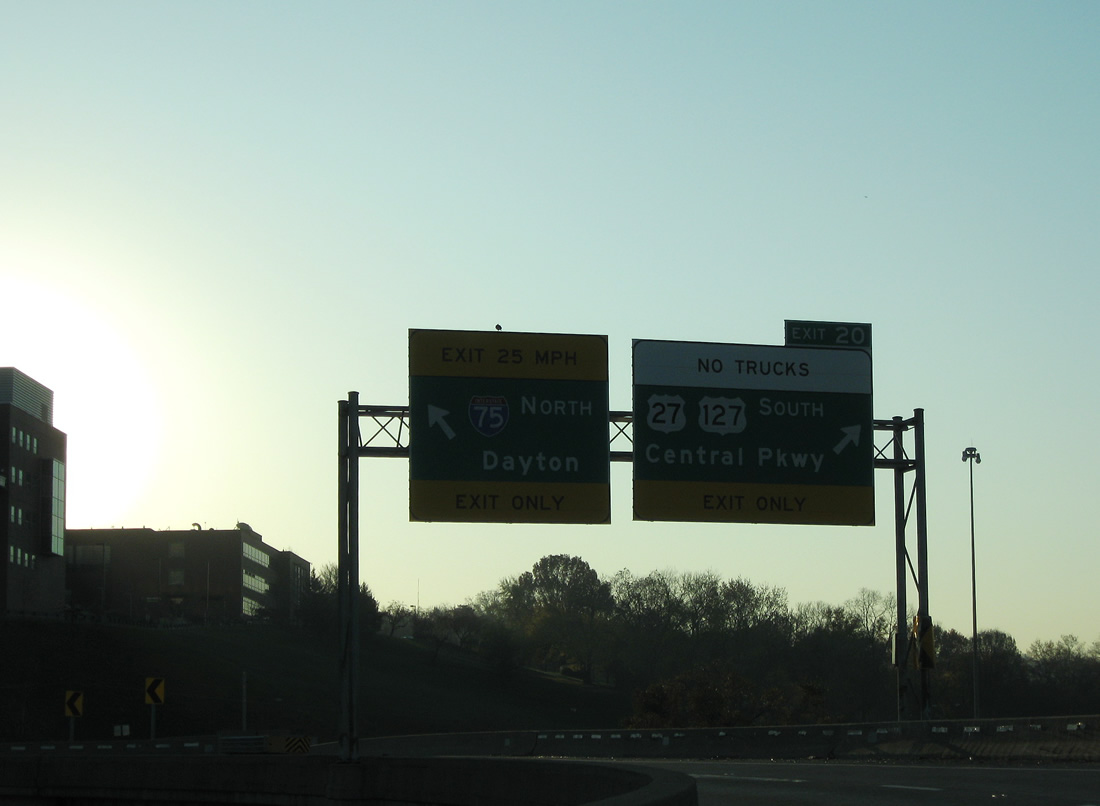 EXIT 25 MPH
75 NORTH
Dayton
EXIT ONLY
EXIT 20
NO TRUCKS
27 127 SOUTH
Central Pkwy
EXIT ONLY